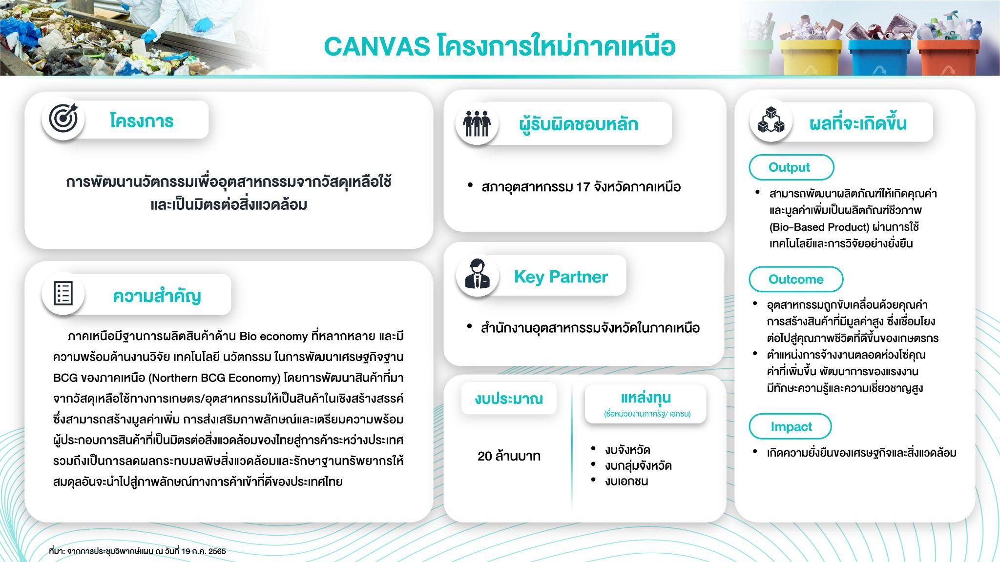 CANVAS โครงการใหม่ภาคเหนือ
โครงการ
การพัฒนานวัตกรรมเพื่ออุตสาหกรรมจากวัสดุเหลือใช้
และเป็นมิตรต่อสิ่งแวดล้อม
ความสำคัญ
ภาคเหนือมีฐานการผลิตสินค้าด้าน Bio economy ที่หลากหลาย และมี
ความพร้อมด้านงานวิจัย เทคโนโลยี นวัตกรรม ในการพัฒนาเศรษฐกิจฐาน
BCG ของภาคเหนือ (Northern BCG Economy) โดยการพัฒนาสินค้าที่มา
จากวัสดุเหลือใช้ทางการเกษตร/อุตสาหกรรมให้เป็นสินค้าในเชิงสร้างสรรค์
ซึ่งสามารถสร้างมูลค่าเพิ่ม การส่งเสริมภาพลักษณ์และเตรียมความพร้อม
ผู้ประกอบการสินค้าที่เป็นมิตรต่อสิ่งแวดล้อมของไทยสู่การค้าระหว่างประเทศ
รวมถึงเป็นการลดผลกระทบมลพิษสิ่งแวดล้อมและรักษาฐานทรัพยากรให้
สมดุลอันจะนำไปสู่ภาพลักษณ์ทางการค้าเข้าที่ดีของประเทศไทย
ผู้รับผิดชอบหลัก
• สภาอุตสาหกรรม 17 จังหวัดภาคเหนือ
Key Partner
• สำนักงานอุตสาหกรรมจังหวัดในภาคเหนือ
งบประมาณ
20 ล้านบาท
แหล่งทุน
(ชื่อหน่วยงานภาครัฐ/ เอกชน)
• งบจังหวัด
• งบกลุ่มจังหวัด
• งบเอกชน
ผลที่จะเกิดขึ้น
Output
• สามารถพัฒนาผลิตภัณฑ์ให้เกิดคุณค่า
และมูลค่าเพิ่มเป็นผลิตภัณฑ์ชีวภาพ
(Bio-Based Product) ผ่านการใช้
เทคโนโลยีและการวิจัยอย่างยั่งยืน
Outcome
• อุตสาหกรรมถูกขับเคลื่อนด้วยคุณค่า
การสร้างสินค้าที่มีมูลค่าสูง ซึ่งเชื่อมโยง
ต่อไปสู่คุณภาพชีวิตที่ดีขึ้นของเกษตรกร
• ตำแหน่งการจ้างงานตลอดห่วงโซ่คุณ
ค่าที่เพิ่มขึ้น พัฒนาการของแรงงาน
มีทักษะความรู้และความเชี่ยวชาญสูง
Impact
• เกิดความยั่งยืนของเศรษฐกิจและสิ่งแวดล้อม
ที่มา: จากการประชุมวิพากษ์แผน ณ วันที่ 19 ก.ค. 2565